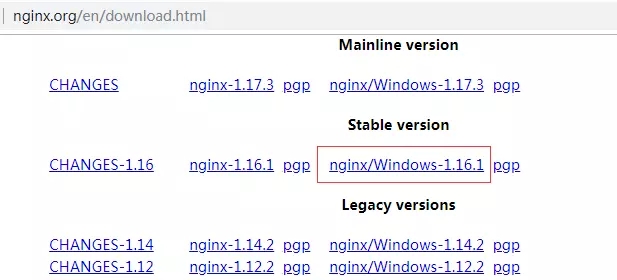 nginx.org/en/download.html
Mainline version
CHANGES nginx-1.17.3 pgp nginx/Windows-1.17.3 pgp
Stable version
CHANGES-1.16 nginx-1.16.1 pgp nginx/Windows-1.16.1 pgp
Legacy versions
CHANGES-1.14 nginx-1.14.2 pgp nginx/Windows-1.14.2 pgp
CHANGES-1.12 nginx-1.12.2 pgp nginx/Windows-1.12.2 pgp